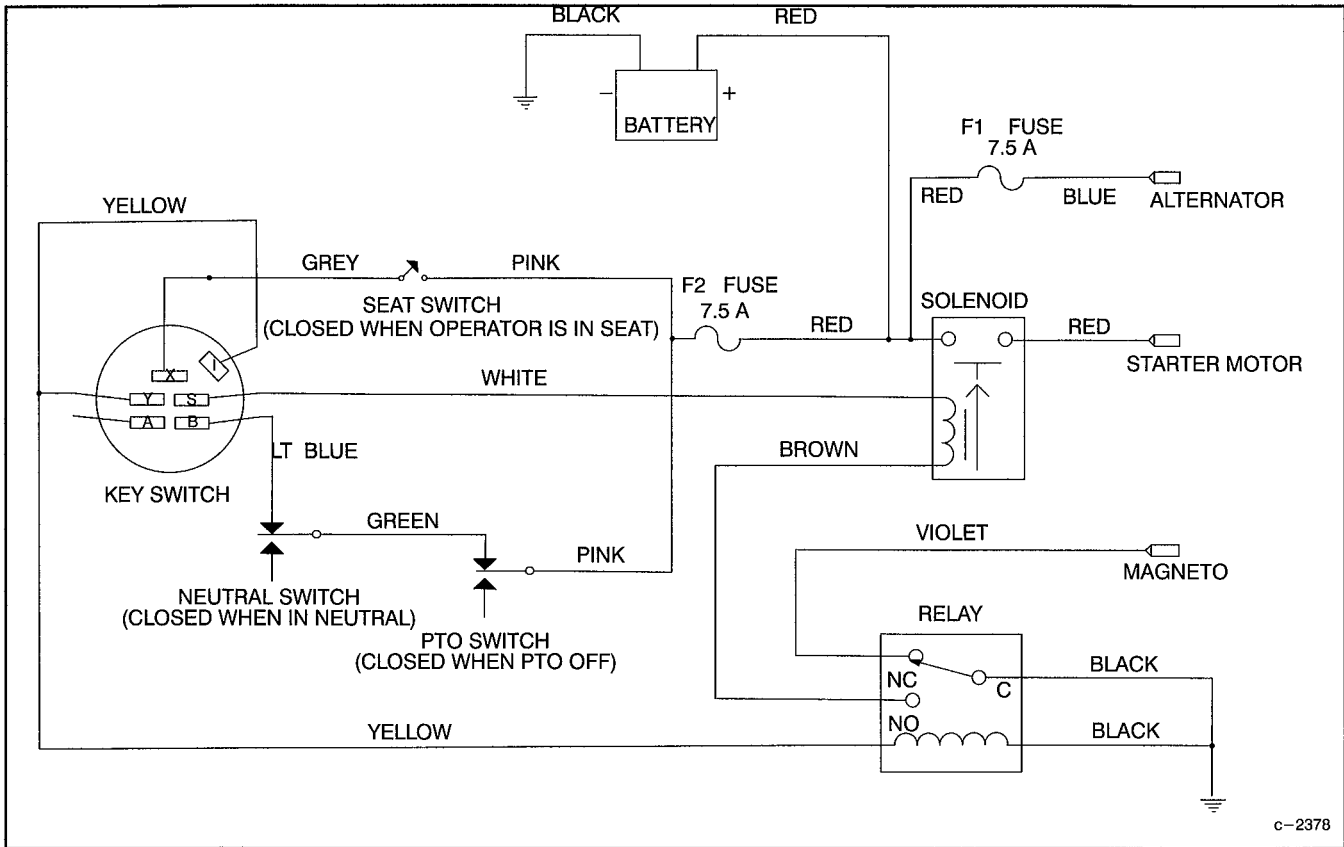 BLACK
RED
- +
BATTERY
F1 FUSE
7.5 A
RED
BLUE
ALTERNATOR
YELLOW
GREY
PINK
SEAT SWITCH
(CLOSED WHEN OPERATOR IS IN SEAT)
F2 FUSE
7.5 A
RED
SOLENOID
RED
STARTER MOTOR
I
X
Y
S
A
B
WHITE
LT BLUE
KEY SWITCH
BROWN
GREEN
PINK
NEUTRAL SWITCH
(CLOSED WHEN IN NEUTRAL)
PTO SWITCH
(CLOSED WHEN PTO OFF)
VIOLET
MAGNETO
RELAY
NC
C
NO
BLACK
YELLOW
BLACK
c-2378